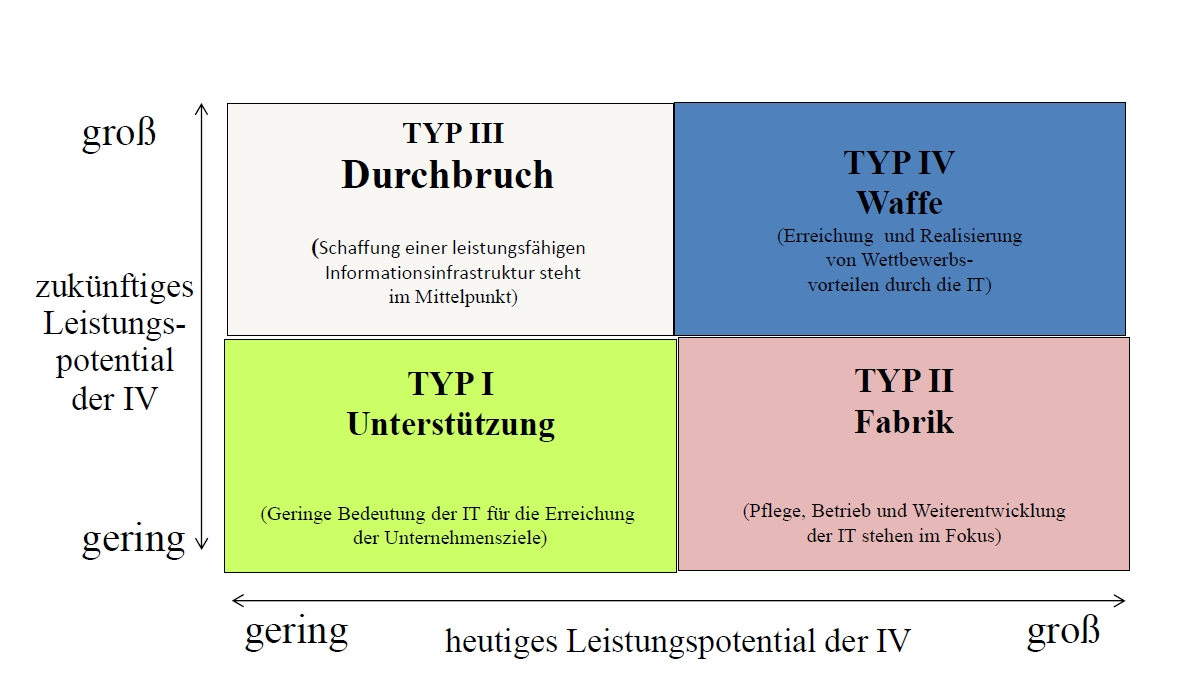 groß
zukünftiges
Leistungs-
potential
der IV
gering
TYP III
Durchbruch
(Schaffung einer leistungsfähigen
Informationsinfrastruktur steht
im Mittelpunkt)
TYP IV
Waffe
(Erreichung und Realisierung
von Wettbewerbs-
vorteilen durch die IT)
TYP I
Unterstützung
(Geringe Bedeutung der IT für die Erreichung
der Unternehmensziele)
TYP II
Fabrik
(Pflege, Betrieb und Weiterentwicklung
der IT stehen im Fokus)
gering
heutiges Leistungspotential der IV
groß